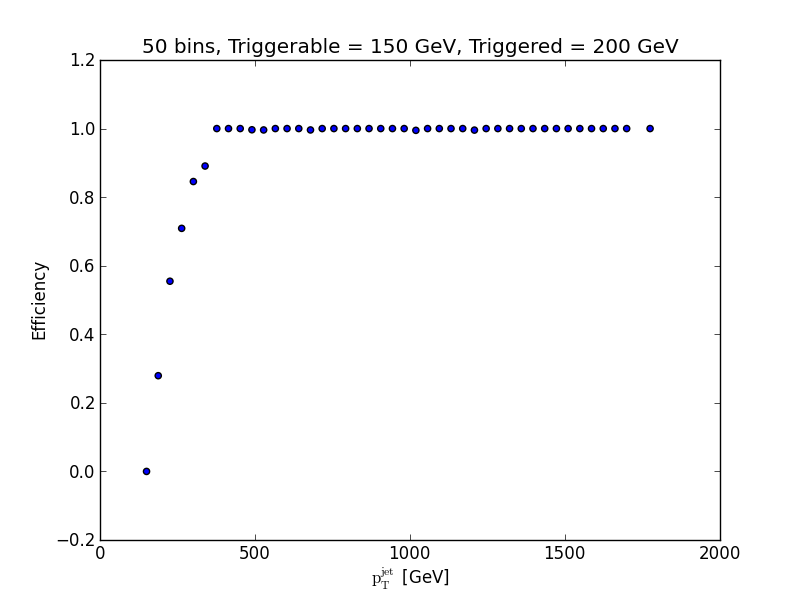 50 bins, Triggerable = 150 GeV, Triggered = 200 GeV
1.2
1.0
0.8
0.6
0.4
0.2
0.0
−0.2
Efficiency
0 500 1000 1500 2000
p_T^jet [GeV]